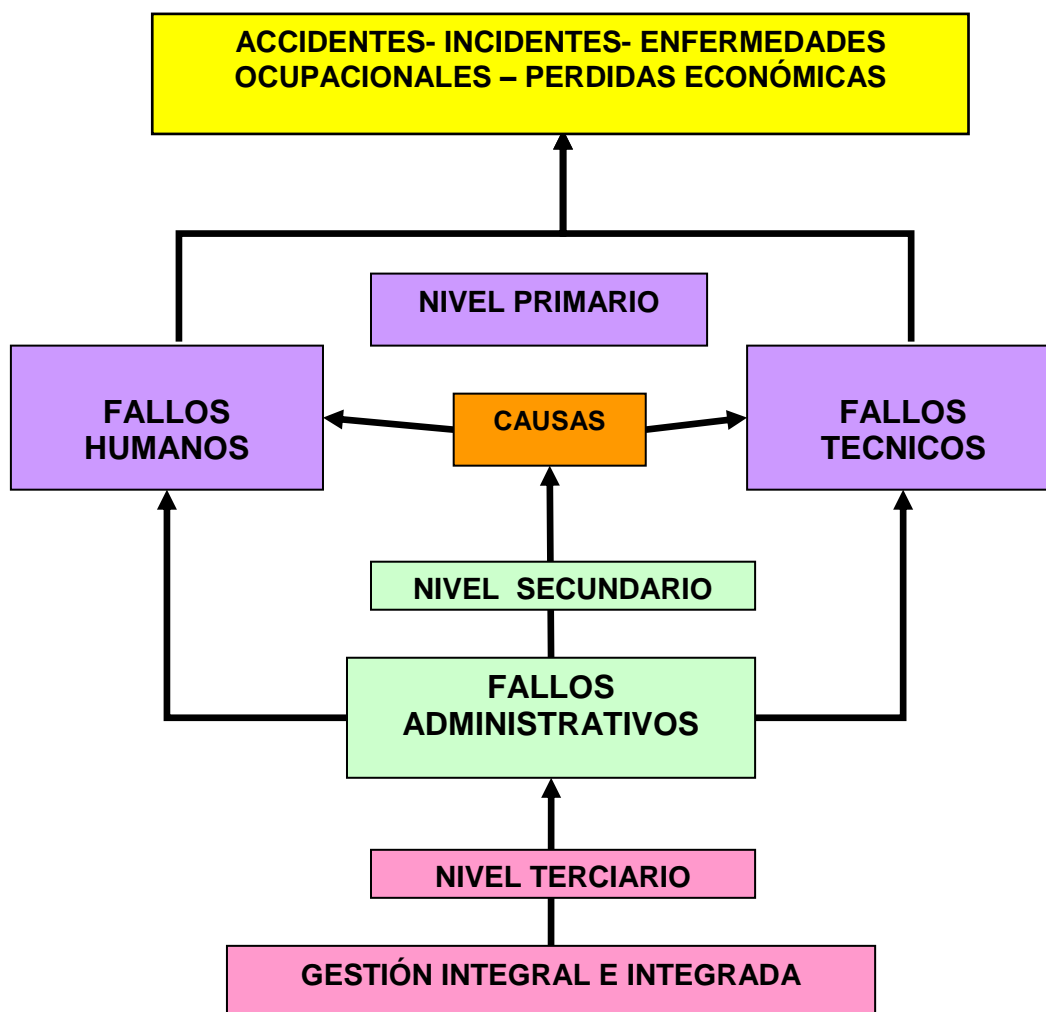 ACCIDENTES- INCIDENTES- ENFERMEDADES
OCUPACIONALES – PERDIDAS ECONÓMICAS
NIVEL PRIMARIO
FALLOS
HUMANOS
CAUSAS
FALLOS
TECNICOS
NIVEL  SECUNDARIO
FALLOS
ADMINISTRATIVOS
NIVEL TERCIARIO
GESTIÓN INTEGRAL E INTEGRADA